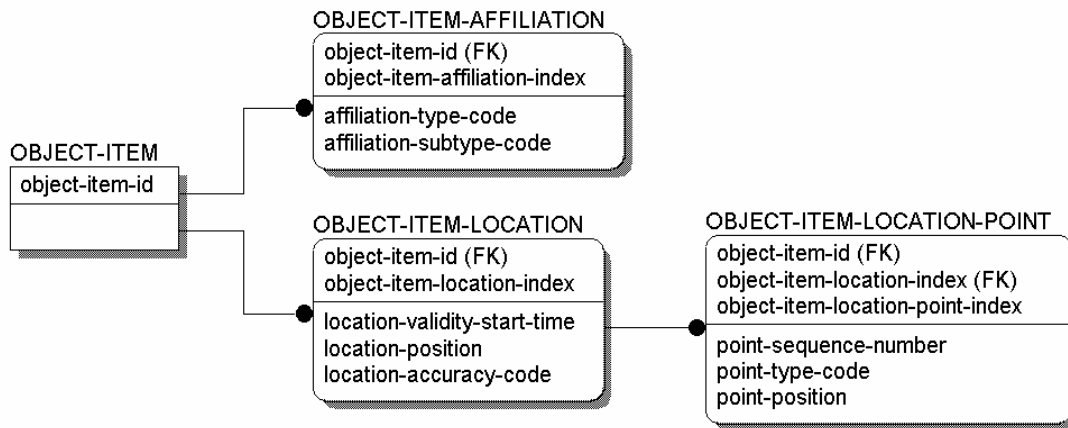 OBJECT-ITEM-AFFILIATION
object-item-id (FK)
object-item-affiliation-index
affiliation-type-code
affiliation-subtype-code
OBJECT-ITEM
object-item-id
OBJECT-ITEM-LOCATION
object-item-id (FK)
object-item-location-index
location-validity-start-time
location-position
location-accuracy-code
OBJECT-ITEM-LOCATION-POINT
object-item-id (FK)
object-item-location-index (FK)
object-item-location-point-index
point-sequence-number
point-type-code
point-position